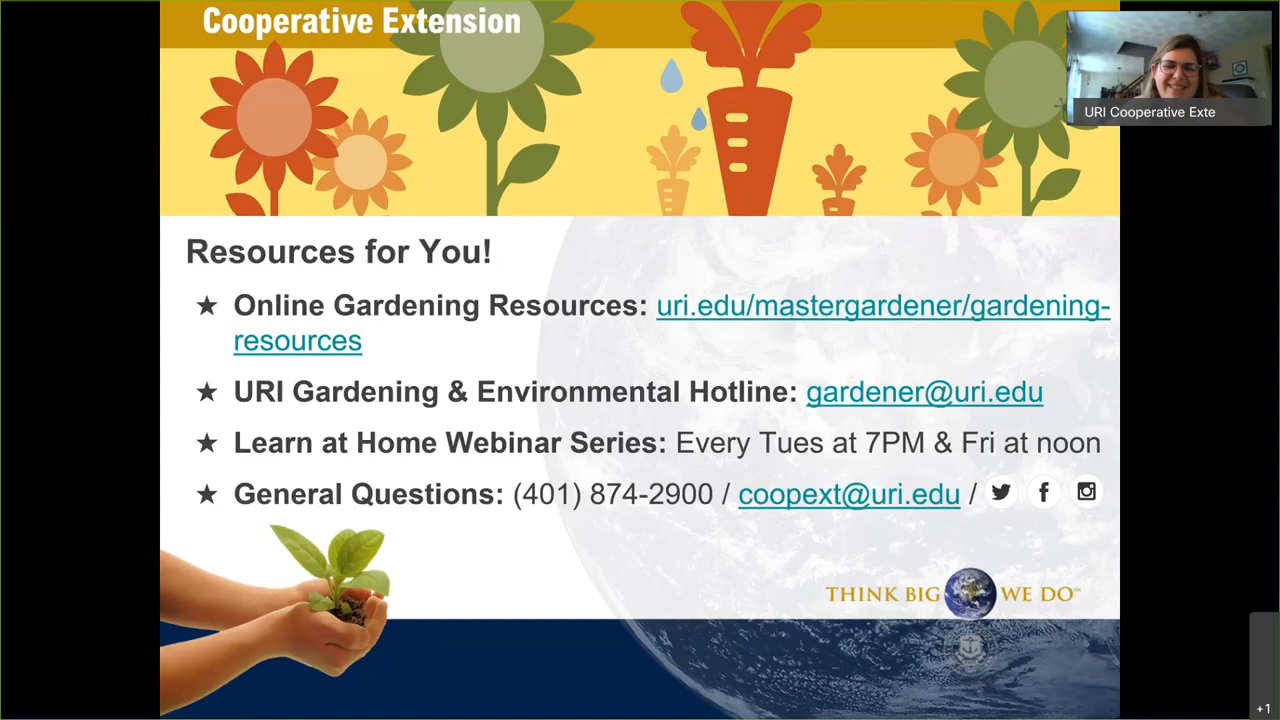 Cooperative Extension
URI Cooperative Exte
Resources for You!
★ Online Gardening Resources: uri.edu/mastergardener/gardening-
resources
★ URI Gardening & Environmental Hotline: gardener@uri.edu
★ Learn at Home Webinar Series: Every Tues at 7PM & Fri at noon
★ General Questions: (401) 874-2900 / coopext@uri.edu /
THINK BIG WE DO℠
+1